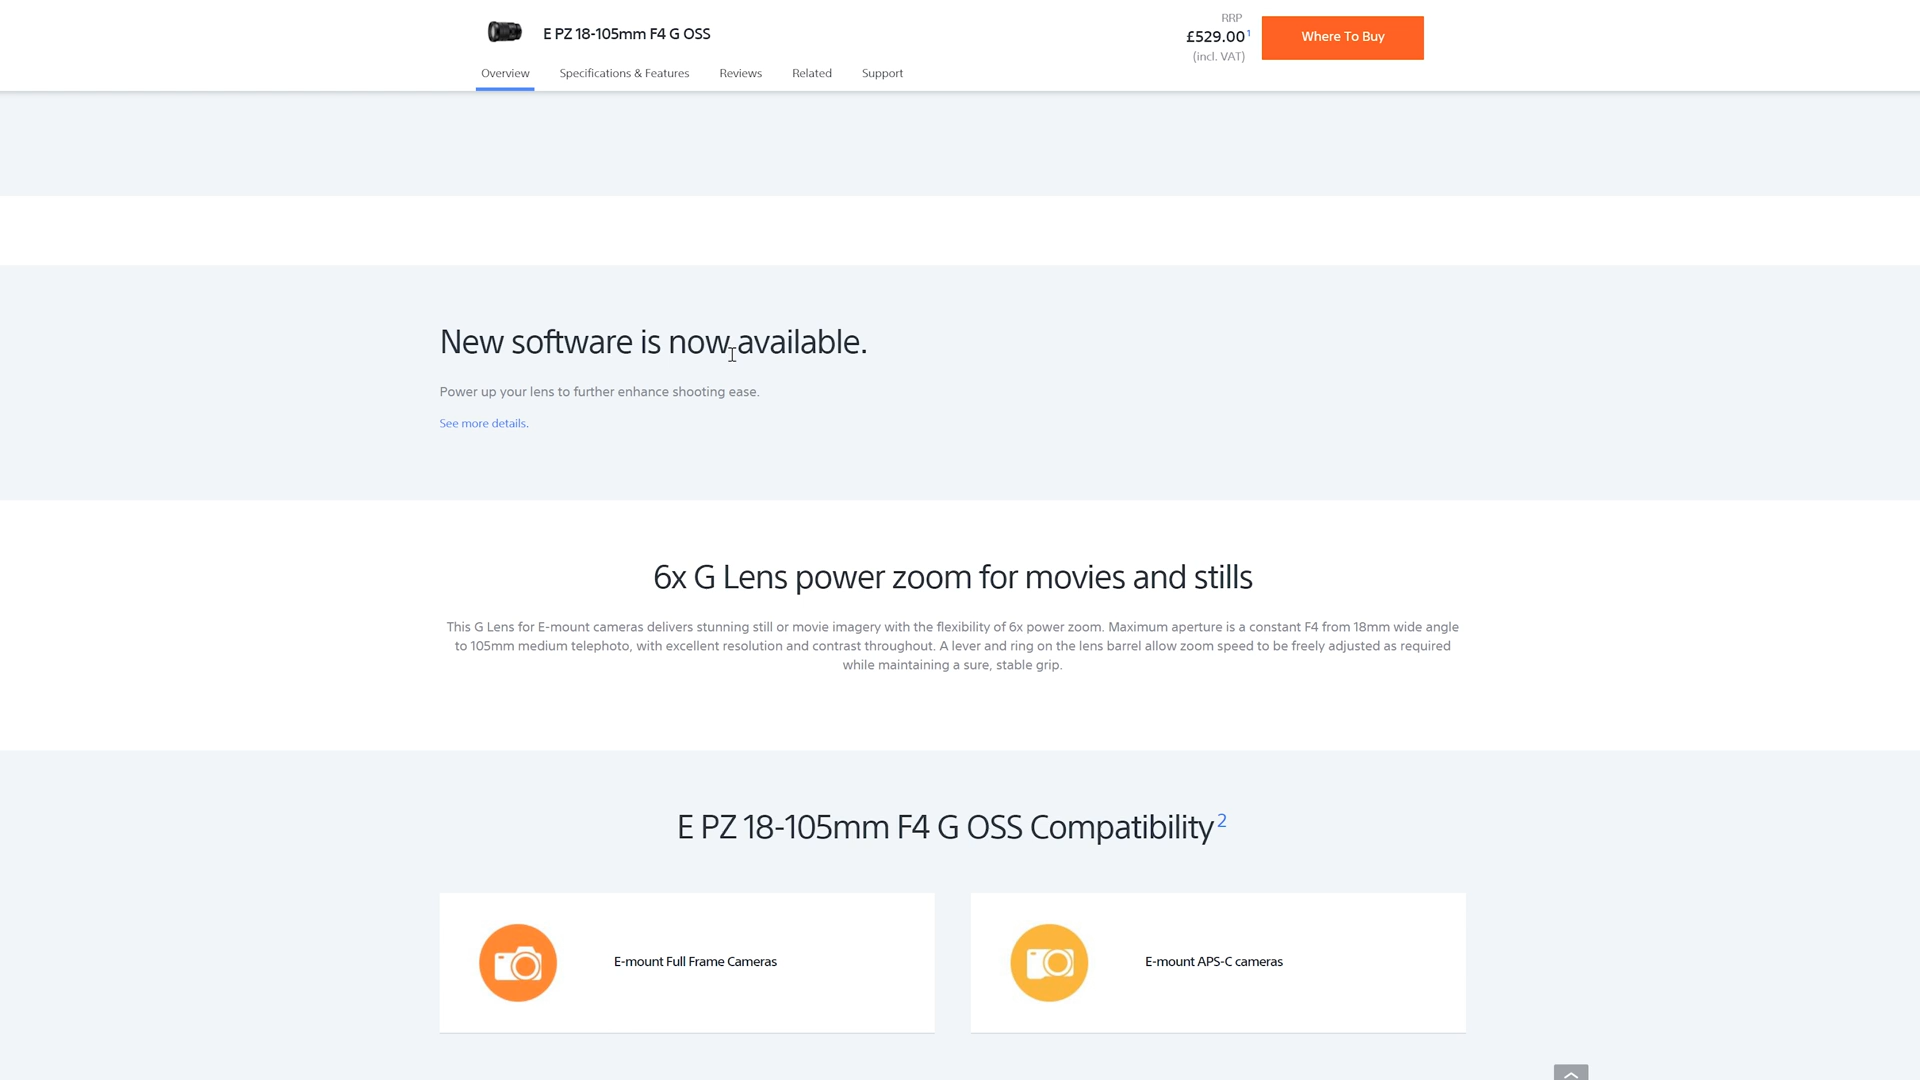 E PZ 18-105mm F4 G OSS
RRP
£529.00 1
(incl. VAT)
Where To Buy
Overview
Specifications & Features
Reviews
Related
Support
New software is now available.
Power up your lens to further enhance shooting ease.
See more details.
6x G Lens power zoom for movies and stills
This G Lens for E-mount cameras delivers stunning still or movie imagery with the flexibility of 6x power zoom. Maximum aperture is a constant F4 from 18mm wide angle
to 105mm medium telephoto, with excellent resolution and contrast throughout. A lever and ring on the lens barrel allow zoom speed to be freely adjusted as required
while maintaining a sure, stable grip.
E PZ 18-105mm F4 G OSS Compatibility 2
E-mount Full Frame Cameras
E-mount APS-C cameras